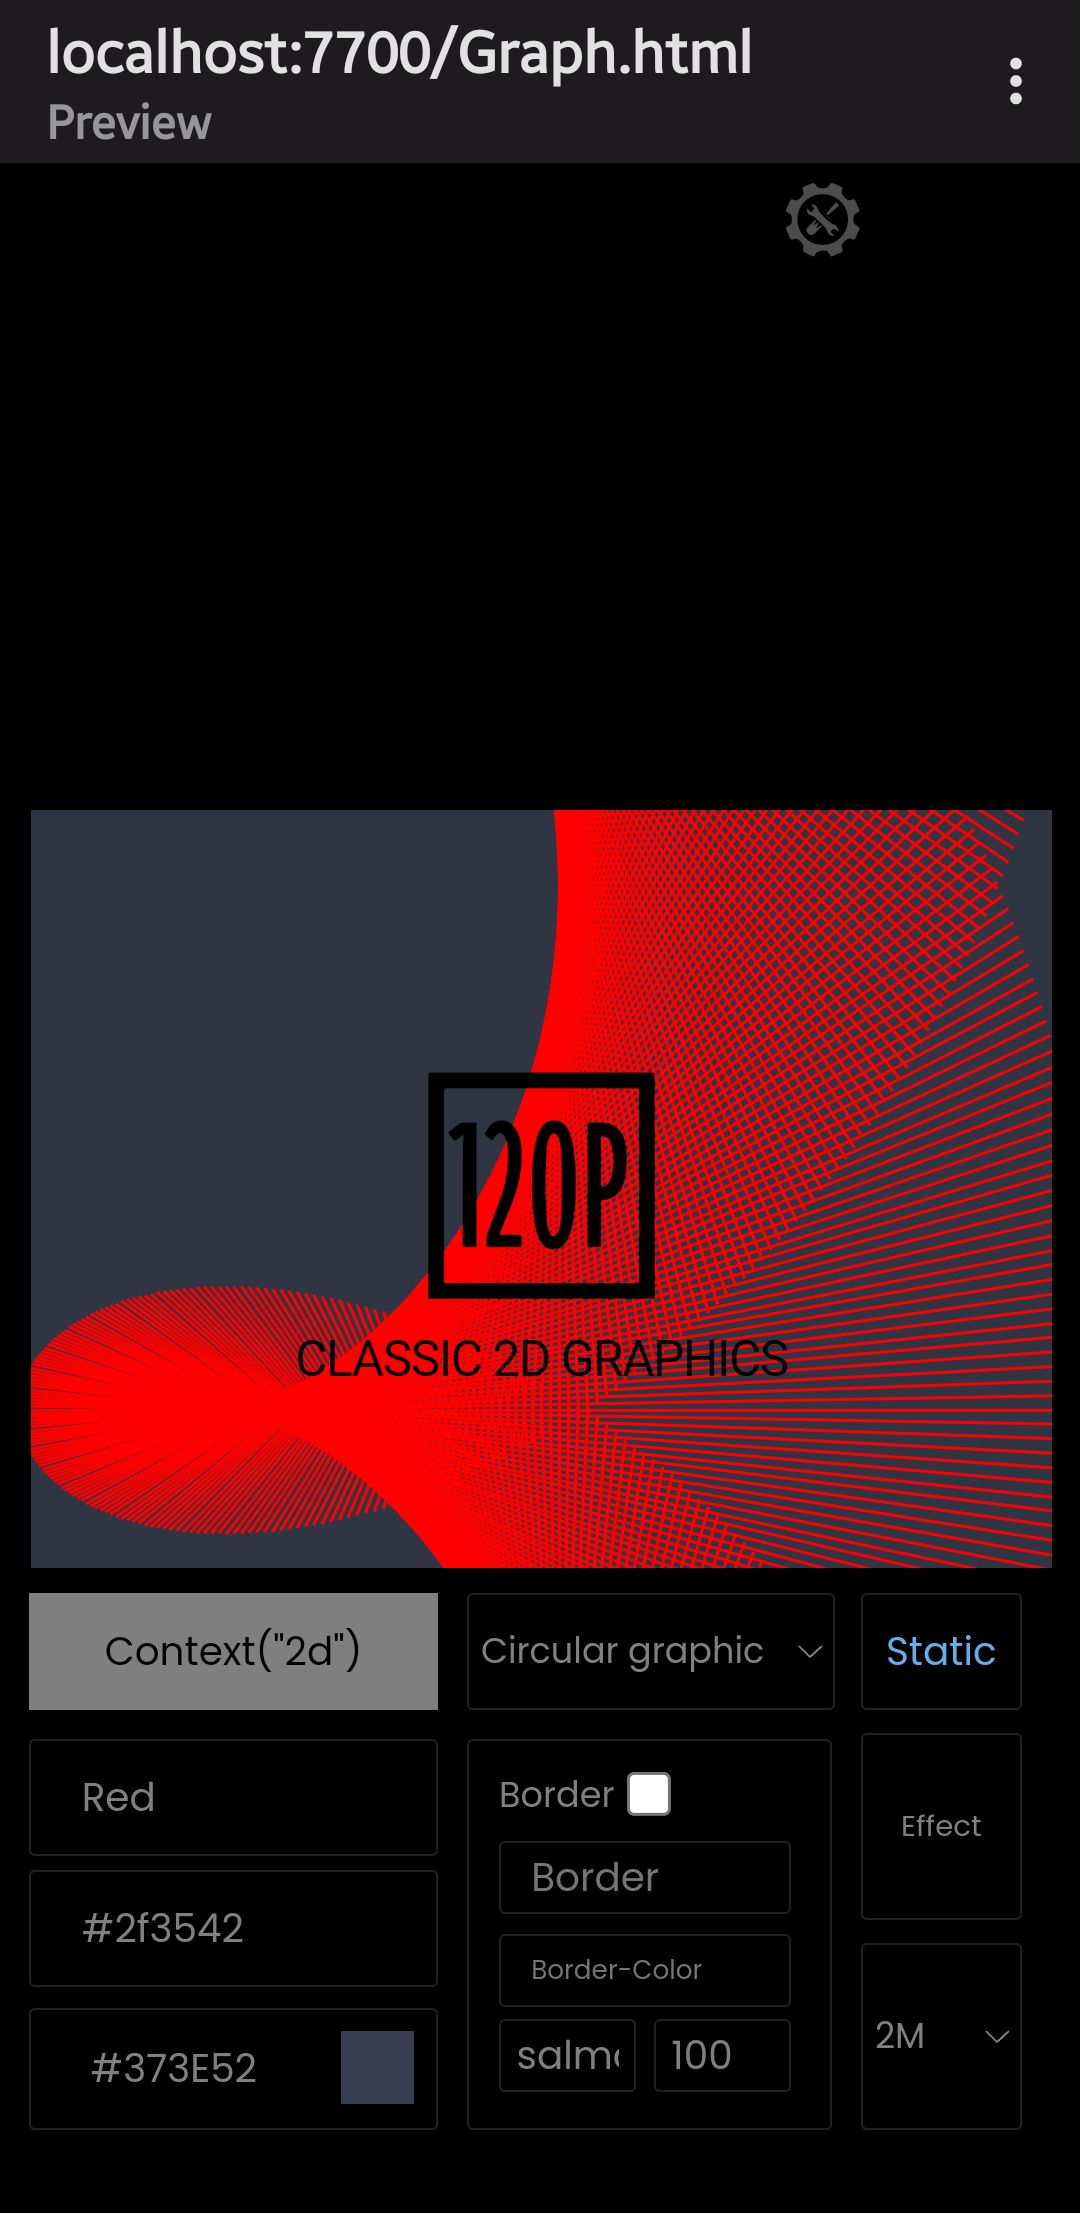 localhost:7700/Graph.html
Preview
120P
CLASSIC 2D GRAPHICS
Context("2d")
Circular graphic
Static
Red
Border
Effect
Border
#2f3542
Border-Color
2M
#373E52
100